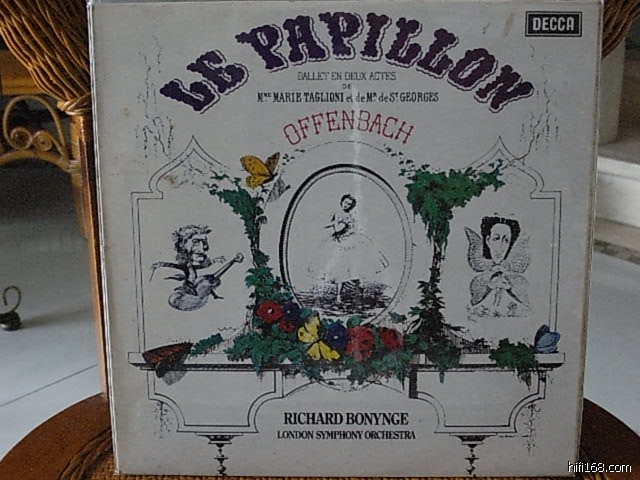 DECCA
LE PAPILLON
BALLET EN DEUX ACTES
DE
MME MARIE TAGLIONI et de Mr. de St. GEORGES
OFFENBACH
RICHARD BONYNGE
LONDON SYMPHONY ORCHESTRA
hifi168.com